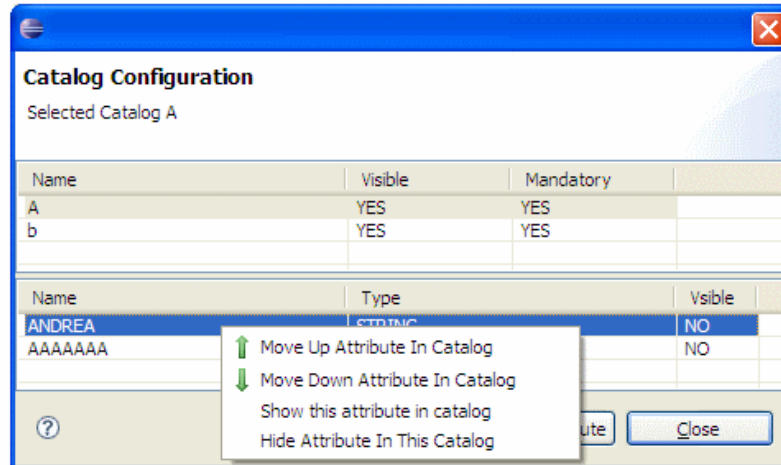 Catalog Configuration
Selected Catalog A
Name Visible Mandatory
A YES YES
b YES YES
Name Type Vsible
ANDREA STRING NO
AAAAAAA NO
Move Up Attribute In Catalog
Move Down Attribute In Catalog
Show this attribute in catalog
Hide Attribute In This Catalog
Close